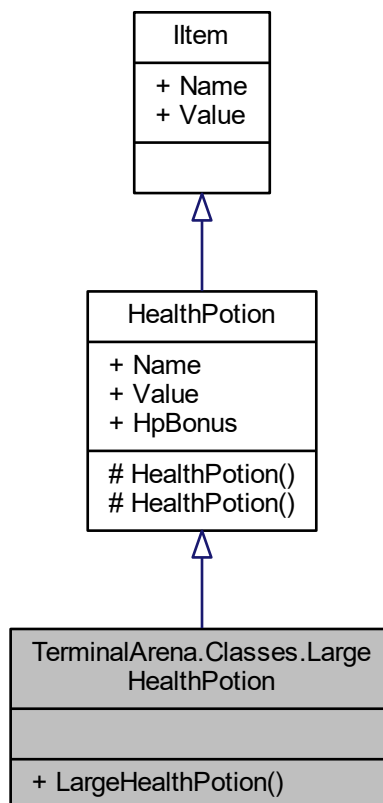 IItem
+ Name
+ Value
HealthPotion
+ Name
+ Value
+ HpBonus
# HealthPotion()
# HealthPotion()
TerminalArena.Classes.Large
HealthPotion
+ LargeHealthPotion()